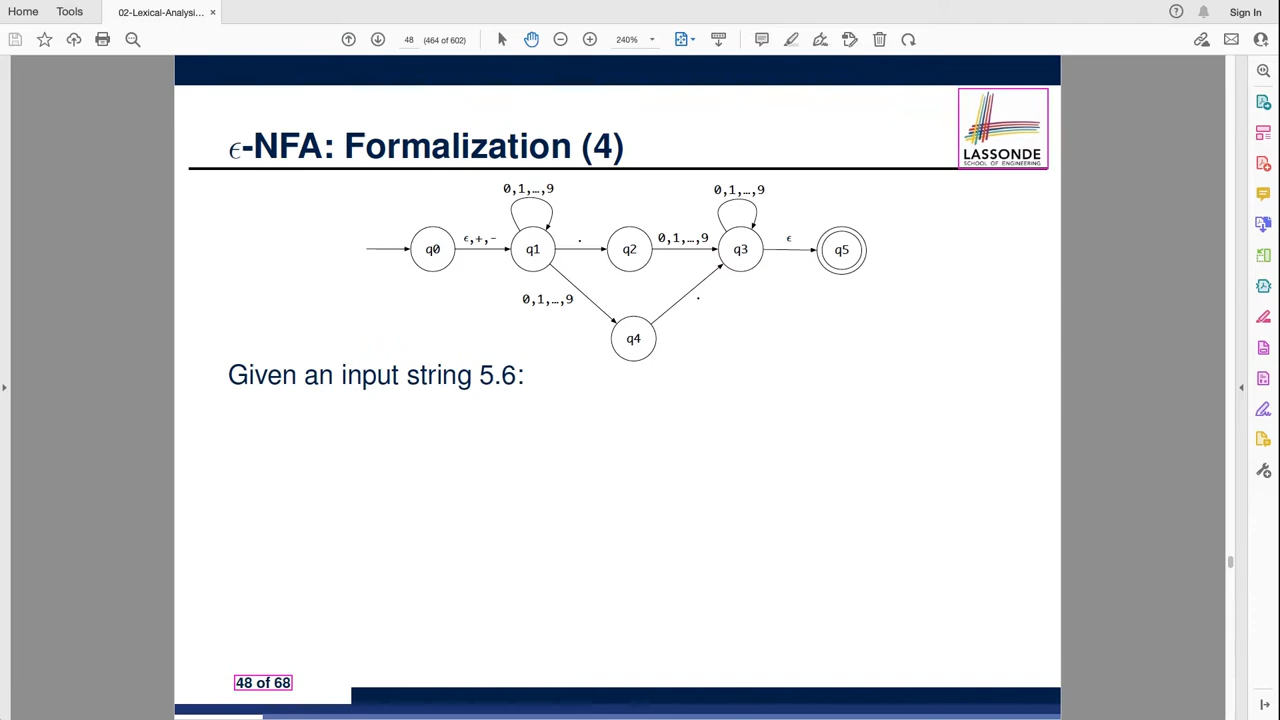 Home Tools 02-Lexical-Analysi... × Sign In
48 (464 of 602) 240%
LASSONDE
SCHOOL OF ENGINEERING
ϵ-NFA: Formalization (4)
0,1,…,9 0,1,…,9
q0 ϵ,+,- q1 . q2 0,1,…,9 q3 ϵ q5
0,1,…,9 .
q4
Given an input string 5.6:
48 of 68